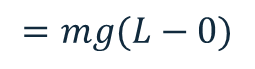 = mg(L − 0)